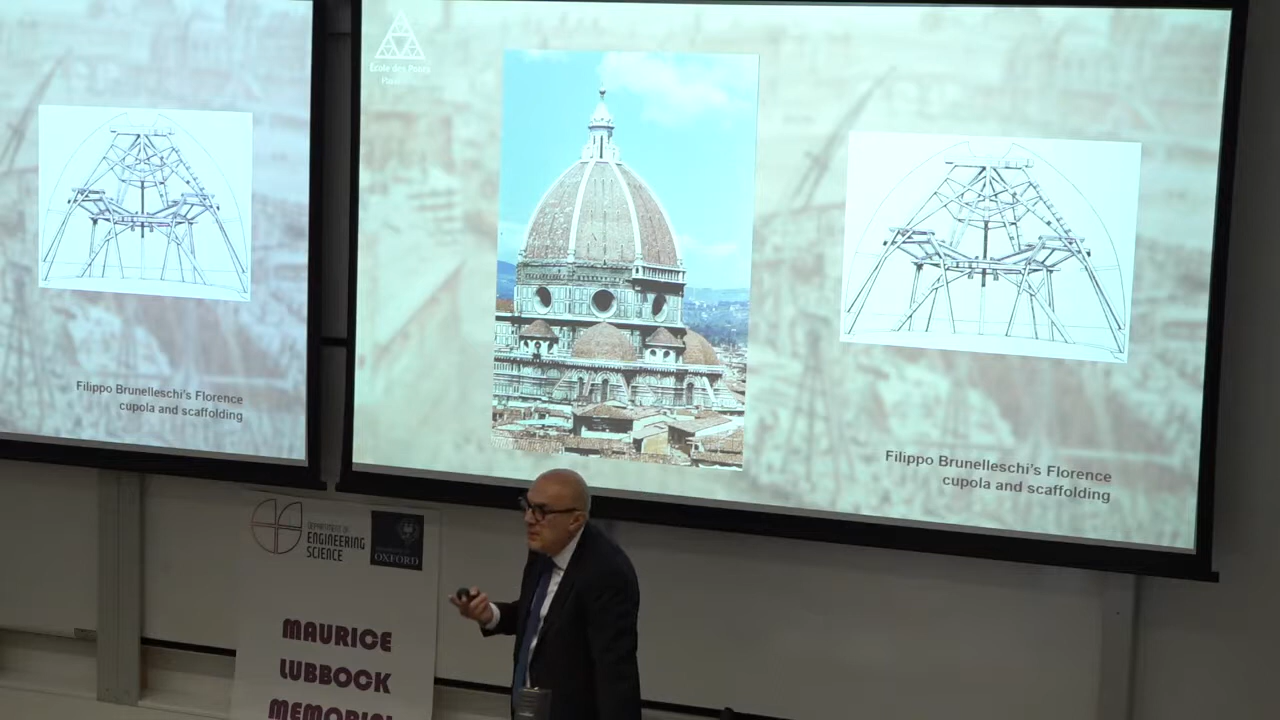 École des Ponts
Filippo Brunelleschi's Florence
cupola and scaffolding
Filippo Brunelleschi's Florence
cupola and scaffolding
DEPARTMENT OF
ENGINEERING
SCIENCE
OXFORD
MAURICE
LUBBOCK
MEMORIAL